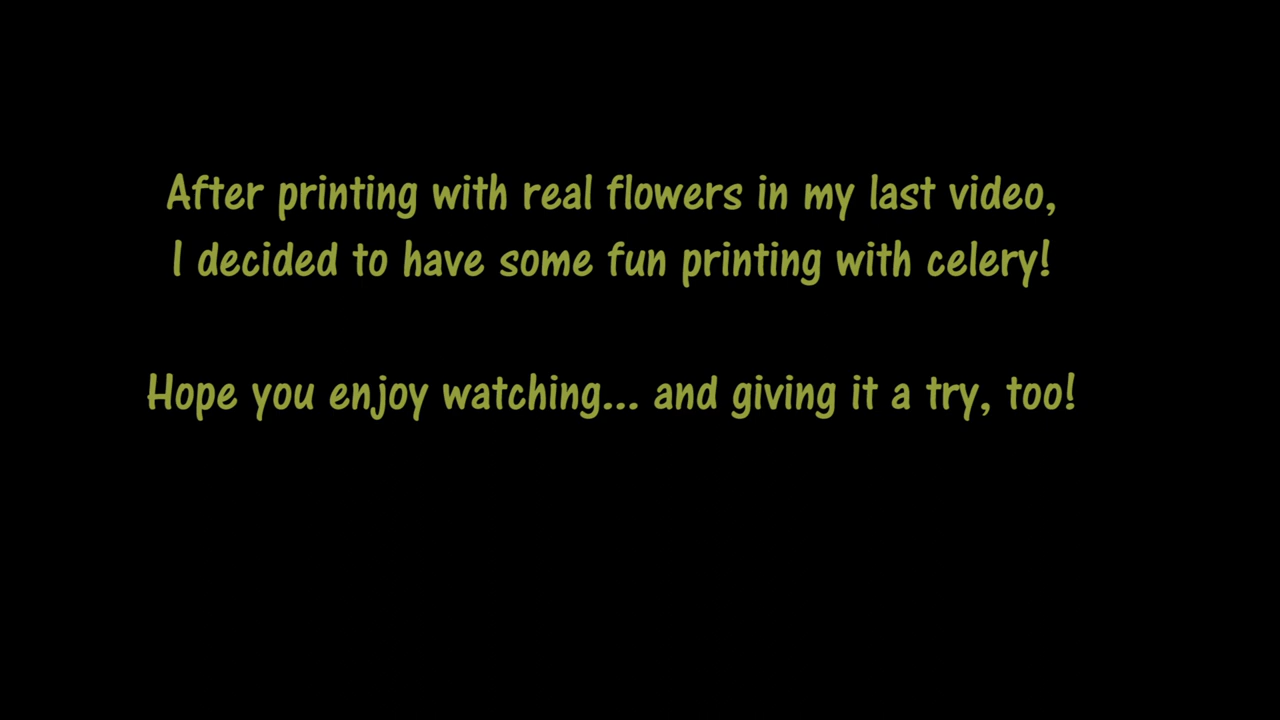 After printing with real flowers in my last video,
I decided to have some fun printing with celery!
Hope you enjoy watching... and giving it a try, too!